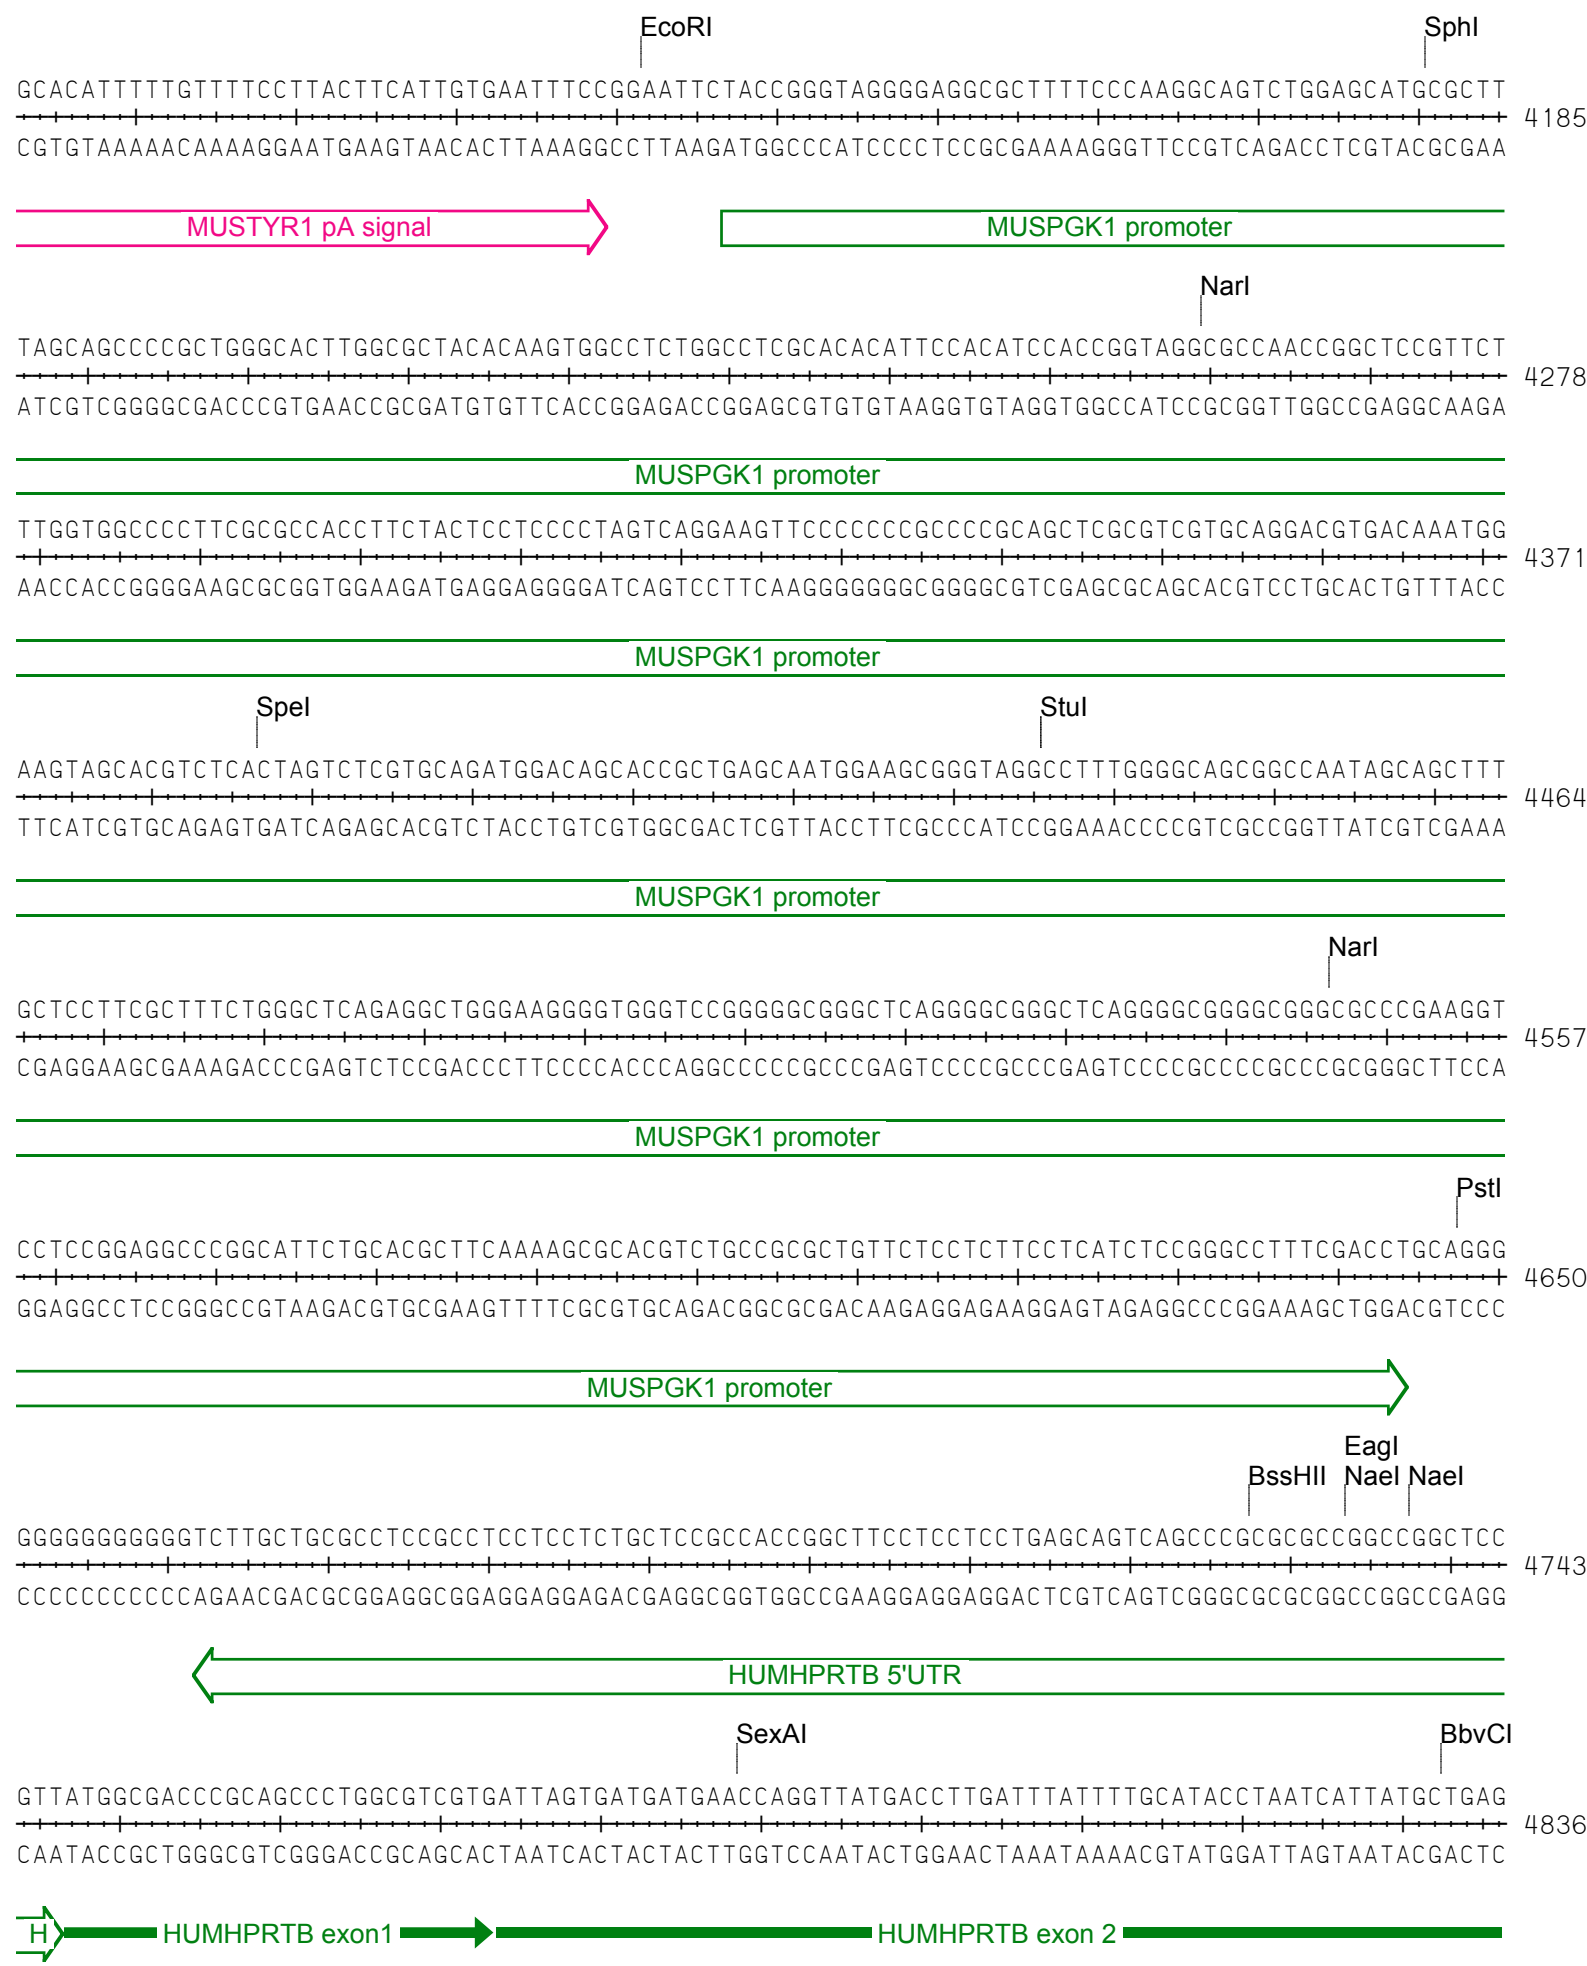 EcoRI SphI
GCACATTTTTGTTTTCCTTACTTCATTGTGAATTTCCGGAATTCTACCGGGTAGGGGAGGCGCTTTTCCCAAGGCAGTCTGGAGCATGCGCTT
4185
CGTGTAAAAACAAAAGGAATGAAGTAACACTTAAAGGCCTTAAGATGGCCCATCCCCTCCGCGAAAAGGGTTCCGTCAGACCTCGTACGCGAA
MUSTYR1 pA signal MUSPGK1 promoter
NarI
TAGCAGCCCCGCTGGGCACTTGGCGCTACACAAGTGGCCTCTGGCCTCGCACACATTCCACATCCACCGGTAGGCGCCAACCGGCTCCGTTCT
4278
ATCGTCGGGGCGACCCGTGAACCGCGATGTGTTCACCGGAGACCGGAGCGTGTGTAAGGTGTAGGTGGCCATCCGCGGTTGGCCGAGGCAAGA
MUSPGK1 promoter
TTGGTGGCCCCTTCGCGCCACCTTCTACTCCTCCCCTAGTCAGGAAGTTCCCCCCCGCCCCGCAGCTCGCGTCGTGCAGGACGTGACAAATGG
4371
AACCACCGGGGAAGCGCGGTGGAAGATGAGGAGGGGATCAGTCCTTCAAGGGGGGGCGGGGCGTCGAGCGCAGCACGTCCTGCACTGTTTACC
MUSPGK1 promoter
SpeI StuI
AAGTAGCACGTCTCACTAGTCTCGTGCAGATGGACAGCACCGCTGAGCAATGGAAGCGGGTAGGCCTTTGGGGCAGCGGCCAATAGCAGCTTT
4464
TTCATCGTGCAGAGTGATCAGAGCACGTCTACCTGTCGTGGCGACTCGTTACCTTCGCCCATCCGGAAACCCCGTCGCCGGTTATCGTCGAAA
MUSPGK1 promoter
NarI
GCTCCTTCGCTTTCTGGGCTCAGAGGCTGGGAAGGGGTGGGTCCGGGGGCGGGCTCAGGGGCGGGCTCAGGGGCGGGGCGGGCGCCCGAAGGT
4557
CGAGGAAGCGAAAGACCCGAGTCTCCGACCCTTCCCCACCCAGGCCCCCGCCCGAGTCCCCGCCCGAGTCCCCGCCCCGCCCGCGGGCTTCCA
MUSPGK1 promoter
PstI
CCTCCGGAGGCCCGGCATTCTGCACGCTTCAAAAGCGCACGTCTGCCGCGCTGTTCTCCTCTTCCTCATCTCCGGGCCTTTCGACCTGCAGGG
4650
GGAGGCCTCCGGGCCGTAAGACGTGCGAAGTTTTCGCGTGCAGACGGCGCGACAAGAGGAGAAGGAGTAGAGGCCCGGAAAGCTGGACGTCCC
MUSPGK1 promoter
EagI
BssHII NaeI NaeI
GGGGGGGGGGGTCTTGCTGCGCCTCCGCCTCCTCCTCTGCTCCGCCACCGGCTTCCTCCTCCTGAGCAGTCAGCCCGCGCGCCGGCCGGCTCC
4743
CCCCCCCCCCCAGAACGACGCGGAGGCGGAGGAGGAGACGAGGCGGTGGCCGAAGGAGGAGGACTCGTCAGTCGGGCGCGCGGCCGGCCGAGG
HUMHPRTB 5'UTR
SexAI BbvCI
GTTATGGCGACCCGCAGCCCTGGCGTCGTGATTAGTGATGATGAACCAGGTTATGACCTTGATTTATTTTGCATACCTAATCATTATGCTGAG
4836
CAATACCGCTGGGCGTCGGGACCGCAGCACTAATCACTACTACTTGGTCCAATACTGGAACTAAATAAAACGTATGGATTAGTAATACGACTC
H HUMHPRTB exon1 HUMHPRTB exon 2